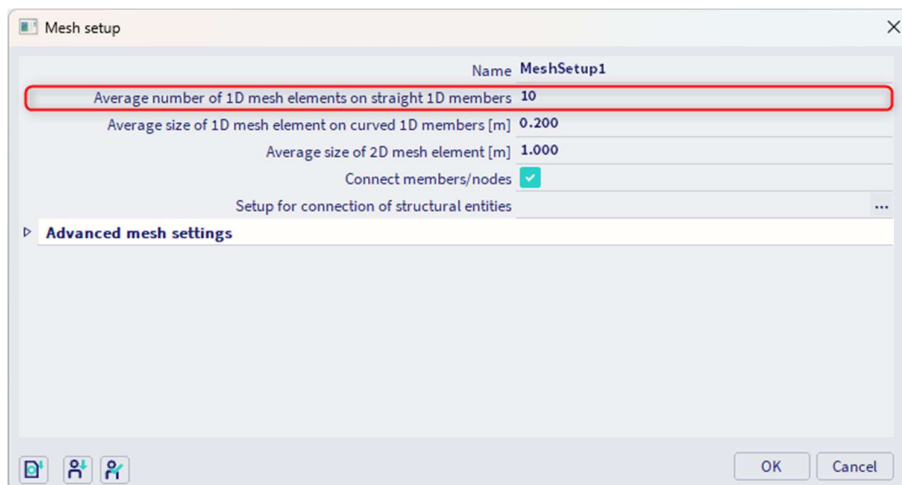 Mesh setup
Name MeshSetup1
Average number of 1D mesh elements on straight 1D members 10
Average size of 1D mesh element on curved 1D members [m] 0.200
Average size of 2D mesh element [m] 1.000
Connect members/nodes
Setup for connection of structural entities ...
Advanced mesh settings
OK Cancel